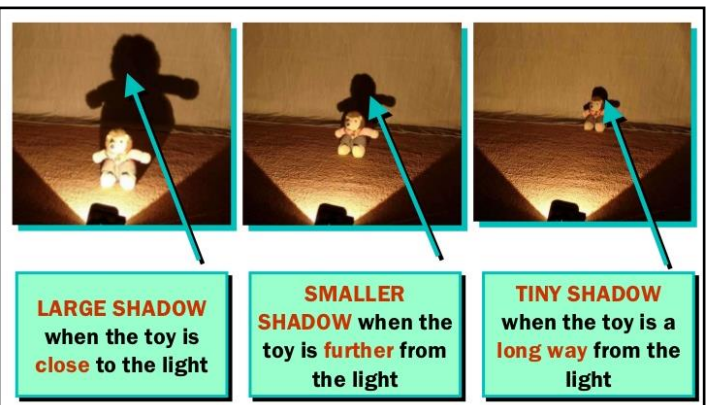 LARGE SHADOW
when the toy is
close to the light
SMALLER
SHADOW when the
toy is further from
the light
TINY SHADOW
when the toy is a
long way from the
light